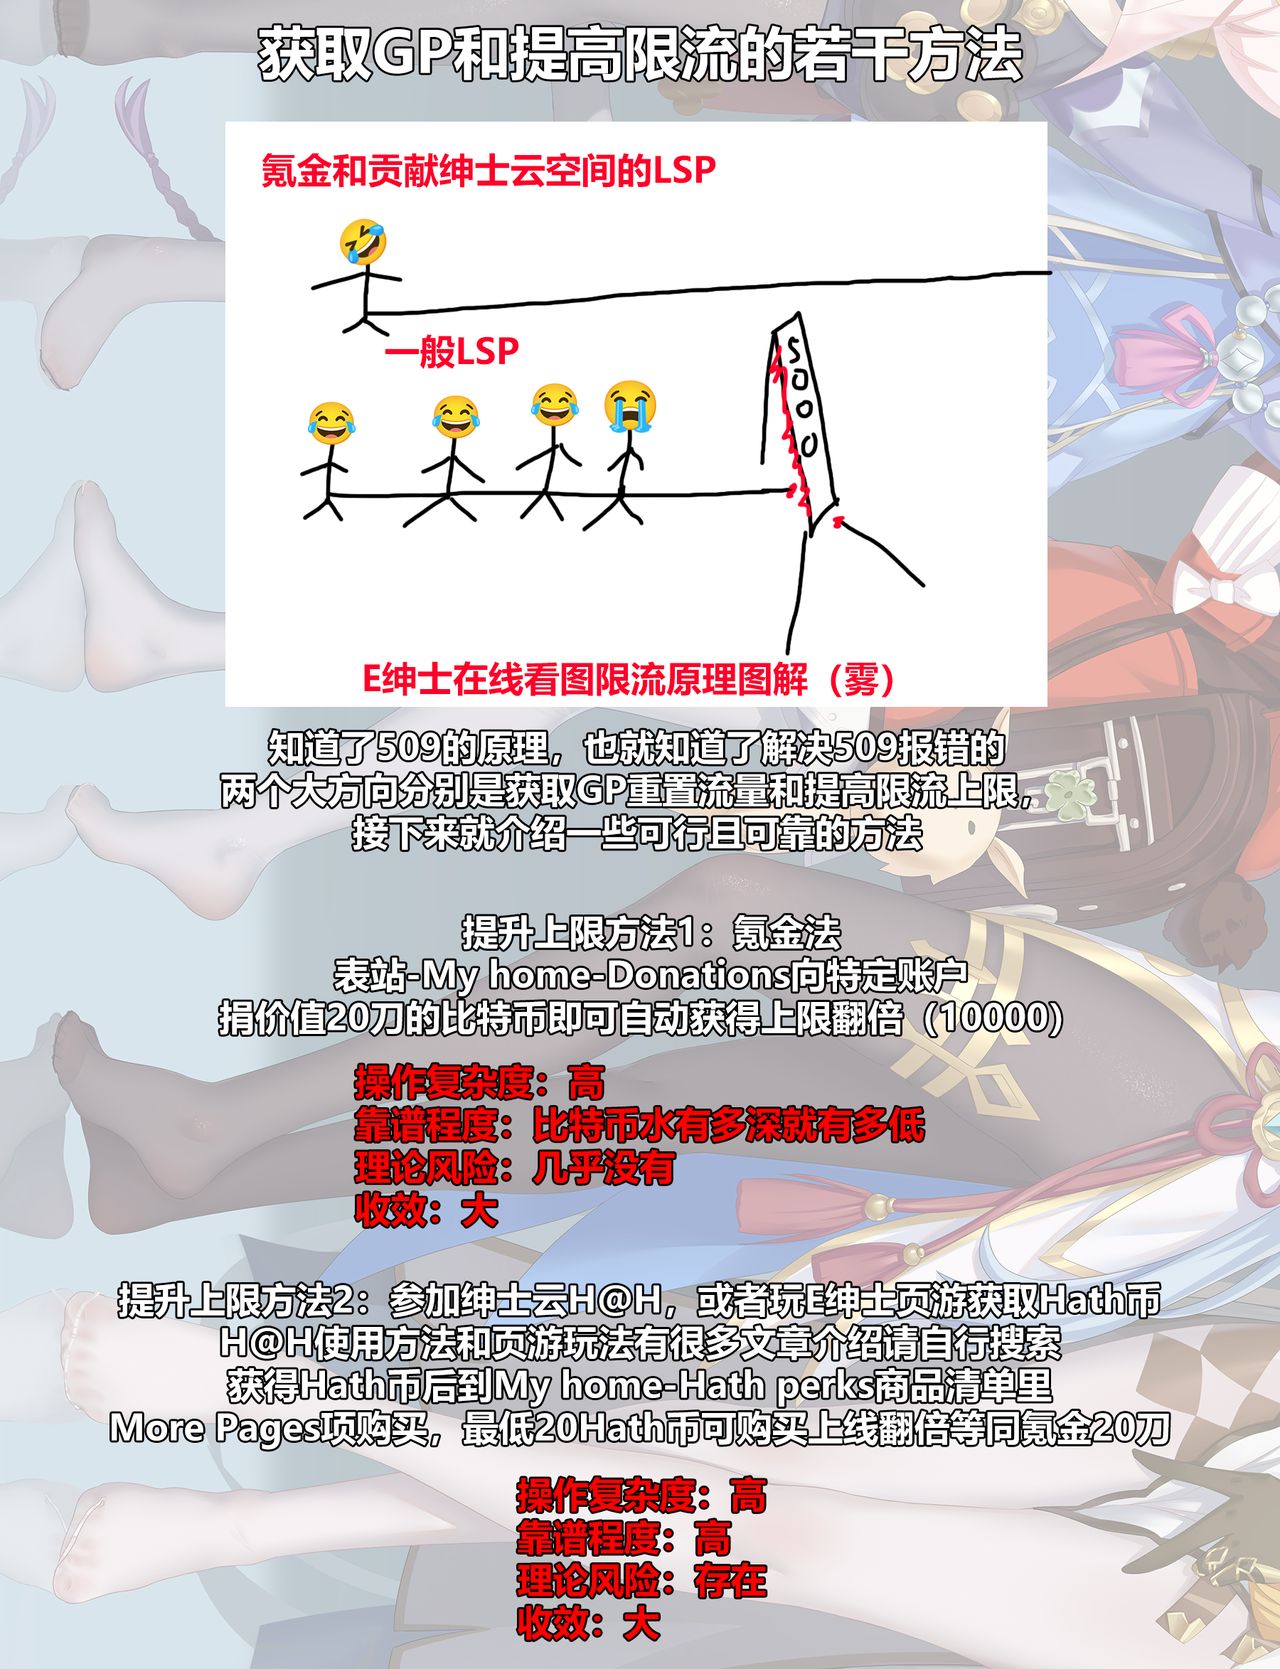 获取GP和提高限流的若干方法
氪金和贡献绅士云空间的LSP
一般LSP
5000
E绅士在线看图限流原理图解（雾）
知道了509的原理，也就知道了解决509报错的
两个大方向分别是获取GP重置流量和提高限流上限，
接下来就介绍一些可行且可靠的方法
提升上限方法1：氪金法
表站-My home-Donations向特定账户
捐价值20刀的比特币即可自动获得上限翻倍（10000）
操作复杂度：高
靠谱程度：比特币水有多深就有多低
理论风险：几乎没有
收效：大
提升上限方法2：参加绅士云H@H，或者玩E绅士页游获取Hath币
H@H使用方法和页游玩法有很多文章介绍请自行搜索
获得Hath币后到My home-Hath perks商品清单里
More Pages项购买，最低20Hath币可购买上线翻倍等同氪金20刀
操作复杂度：高
靠谱程度：高
理论风险：存在
收效：大